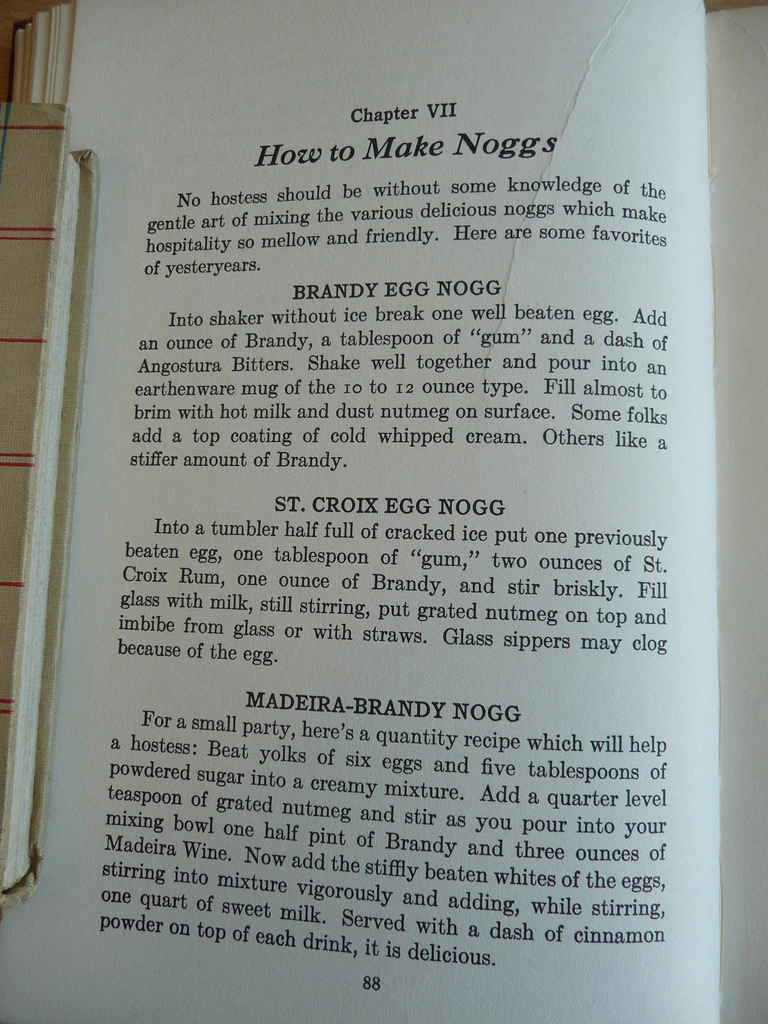 Chapter VII
How to Make Noggs
No hostess should be without some knowledge of the
gentle art of mixing the various delicious noggs which make
hospitality so mellow and friendly. Here are some favorites
of yesteryears.
BRANDY EGG NOGG
Into shaker without ice break one well beaten egg. Add
an ounce of Brandy, a tablespoon of “gum” and a dash of
Angostura Bitters. Shake well together and pour into an
earthenware mug of the 10 to 12 ounce type. Fill almost to
brim with hot milk and dust nutmeg on surface. Some folks
add a top coating of cold whipped cream. Others like a
stiffer amount of Brandy.
ST. CROIX EGG NOGG
Into a tumbler half full of cracked ice put one previously
beaten egg, one tablespoon of “gum,” two ounces of St.
Croix Rum, one ounce of Brandy, and stir briskly. Fill
glass with milk, still stirring, put grated nutmeg on top and
imbibe from glass or with straws. Glass sippers may clog
because of the egg.
MADEIRA-BRANDY NOGG
For a small party, here’s a quantity recipe which will help
a hostess: Beat yolks of six eggs and five tablespoons of
powdered sugar into a creamy mixture. Add a quarter level
teaspoon of grated nutmeg and stir as you pour into your
mixing bowl one half pint of Brandy and three ounces of
Madeira Wine. Now add the stiffly beaten whites of the eggs,
stirring into mixture vigorously and adding, while stirring,
one quart of sweet milk. Served with a dash of cinnamon
powder on top of each drink, it is delicious.
88